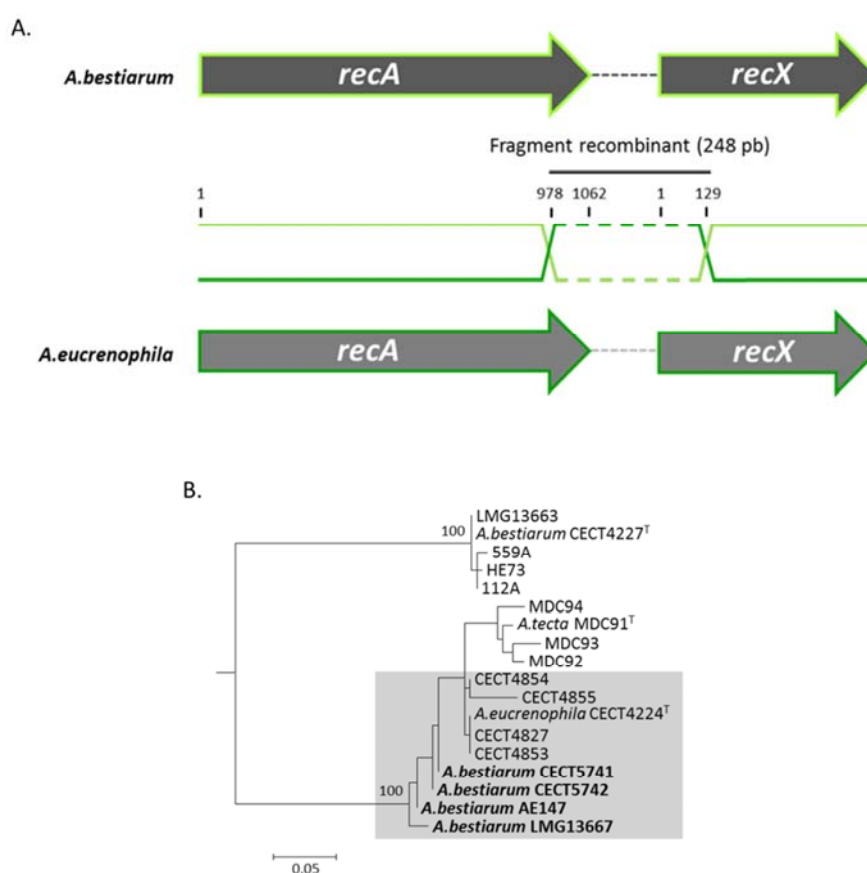 A.
A.bestiarum
recA
recX
Fragment recombinant (248 pb)
1 978 1062 1 129
A.eucrenophila
recA
recX
B.
LMG13663
100
A.bestiarum CECT4227ᵀ
559A
HE73
112A
MDC94
A.tecta MDC91ᵀ
MDC93
MDC92
CECT4854
CECT4855
A.eucrenophila CECT4224ᵀ
CECT4827
CECT4853
A.bestiarum CECT5741
100
A.bestiarum CECT5742
A.bestiarum AE147
A.bestiarum LMG13667
0.05